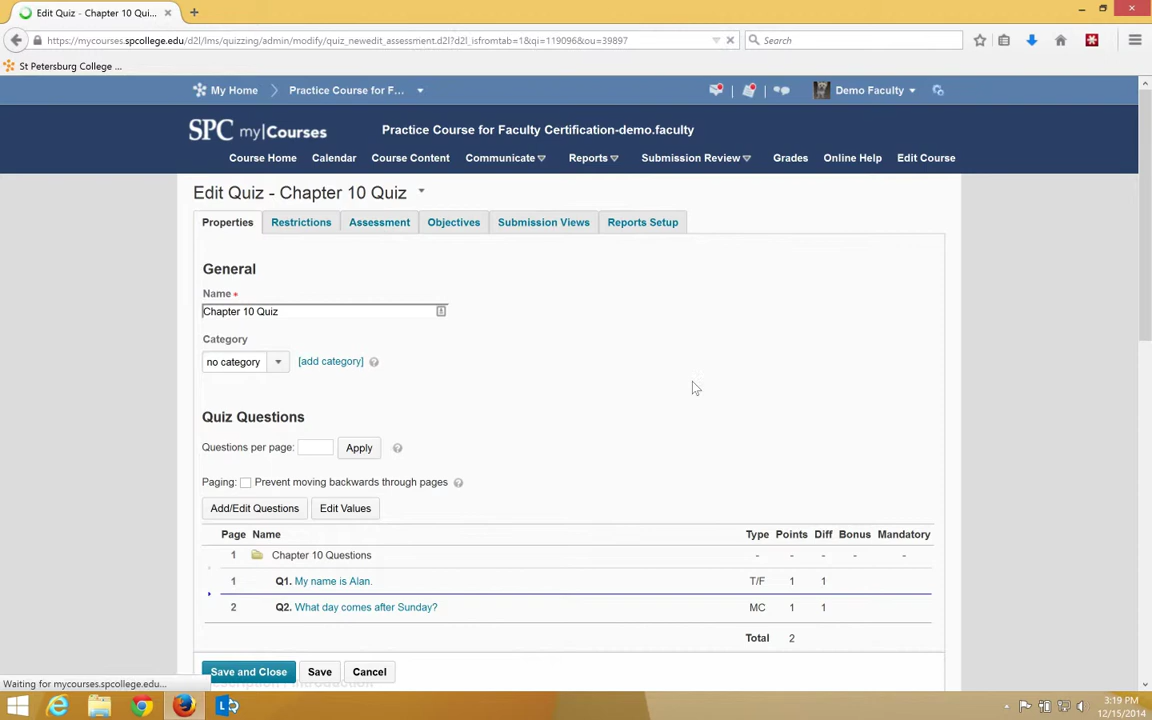 Edit Quiz - Chapter 10 Qui...
https://mycourses.spcollege.edu/d2l/lms/quizzing/admin/modify/quiz_newedit_assessment.d2l?d2l_isfromtab=1&qi=119096&ou=39897
Search
St Petersburg College ...
My Home
Practice Course for F...
Demo Faculty
SPC my|Courses
Practice Course for Faculty Certification-demo.faculty
Course Home Calendar Course Content Communicate Reports Submission Review Grades Online Help Edit Course
Edit Quiz - Chapter 10 Quiz
Properties Restrictions Assessment Objectives Submission Views Reports Setup
General
Name *
Chapter 10 Quiz
Category
no category [add category] ?
Quiz Questions
Questions per page: Apply ?
Paging: Prevent moving backwards through pages ?
Add/Edit Questions Edit Values
Page Name Type Points Diff Bonus Mandatory
1 Chapter 10 Questions - - - - -
1 Q1. My name is Alan. T/F 1 1
2 Q2. What day comes after Sunday? MC 1 1
Total 2
Save and Close Save Cancel
Waiting for mycourses.spcollege.edu...
3:19 PM
12/15/2014